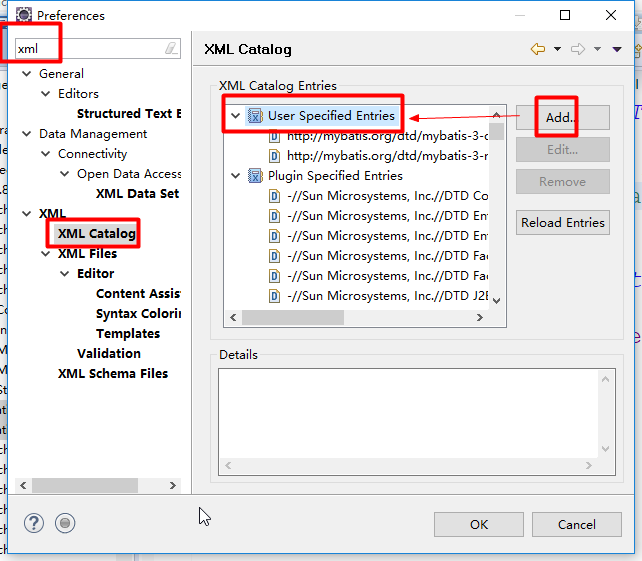 Preferences
xml
XML Catalog
General
Editors
Structured Text E
Data Management
Connectivity
Open Data Access
XML Data Set
XML
XML Catalog
XML Files
Editor
Content Assis
Syntax Colorin
Templates
Validation
XML Schema Files
XML Catalog Entries
User Specified Entries
http://mybatis.org/dtd/mybatis-3-c
http://mybatis.org/dtd/mybatis-3-r
Plugin Specified Entries
-//Sun Microsystems, Inc.//DTD Co
-//Sun Microsystems, Inc.//DTD En
-//Sun Microsystems, Inc.//DTD En
-//Sun Microsystems, Inc.//DTD Fac
-//Sun Microsystems, Inc.//DTD Fac
-//Sun Microsystems, Inc.//DTD J2E
Add...
Edit...
Remove
Reload Entries
Details
OK
Cancel